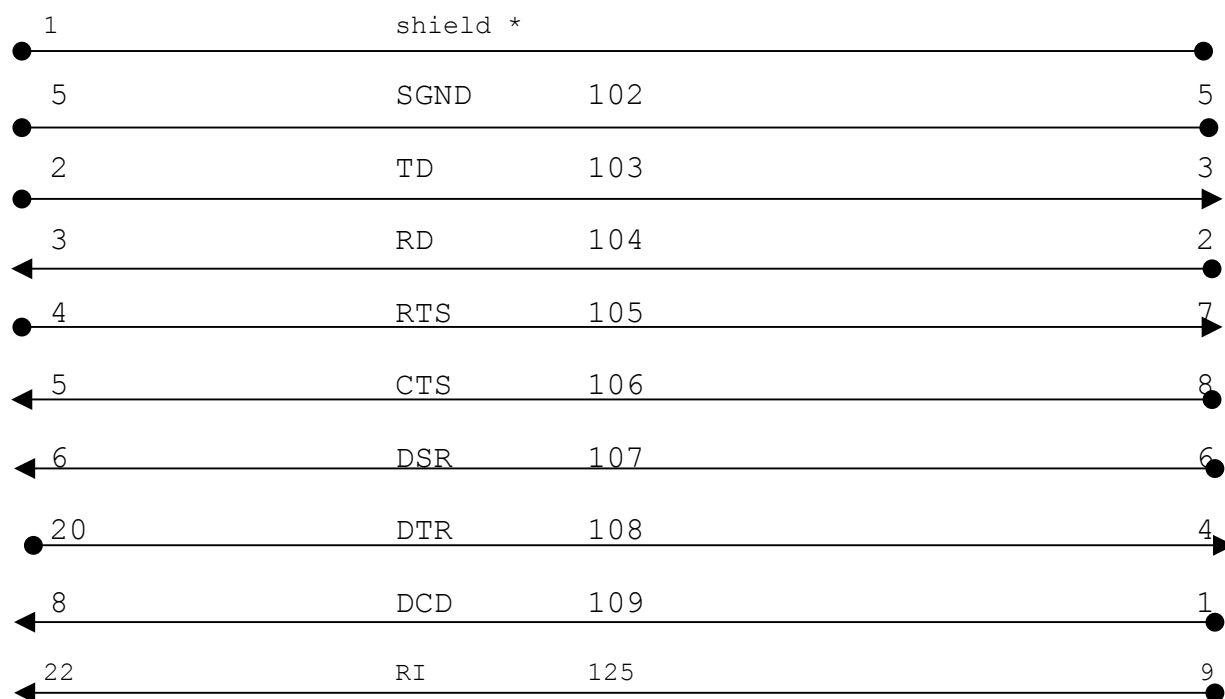 1 shield *
5 SGND 102 5
2 TD 103 3
3 RD 104 2
4 RTS 105 7
5 CTS 106 8
6 DSR 107 6
20 DTR 108 4
8 DCD 109 1
22 RI 125 9